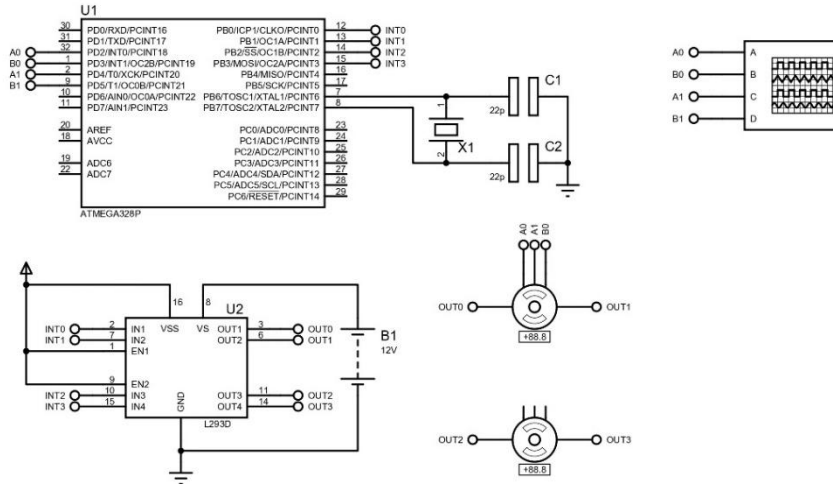 U1
30 PD0/RXD/PCINT16
31 PD1/TXD/PCINT17
A0 32 PD2/INT0/PCINT18
B0 1 PD3/INT1/OC2B/PCINT19
A1 2 PD4/T0/XCK/PCINT20
B1 9 PD5/T1/OC0B/PCINT21
10 PD6/AIN0/OC0A/PCINT22
11 PD7/AIN1/PCINT23
20 AREF
18 AVCC
19 ADC6
22 ADC7
PB0/ICP1/CLKO/PCINT0 12 INT0
PB1/OC1A/PCINT1 13 INT1
PB2/SS/OC1B/PCINT2 14 INT2
PB3/MOSI/OC2A/PCINT3 15 INT3
PB4/MISO/PCINT4 16
PB5/SCK/PCINT5 17
PB6/TOSC1/XTAL1/PCINT6 7
PB7/TOSC2/XTAL2/PCINT7 8
PC0/ADC0/PCINT8 23
PC1/ADC1/PCINT9 24
PC2/ADC2/PCINT10 25
PC3/ADC3/PCINT11 26
PC4/ADC4/SDA/PCINT12 27
PC5/ADC5/SCL/PCINT13 28
PC6/RESET/PCINT14 29
ATMEGA328P
1
2
X1
C1
22p
C2
22p
A0 A
B0 B
A1 C
B1 D
U2
16 8
VSS VS
INT0 2 IN1
INT1 7 IN2
1 EN1
9 EN2
INT2 10 IN3
INT3 15 IN4
GND
OUT1 3 OUT0
OUT2 6 OUT1
OUT3 11 OUT2
OUT4 14 OUT3
L293D
B1
12V
A0 A1 B0
OUT0 OUT1
+88.8
OUT2 OUT3
+88.8